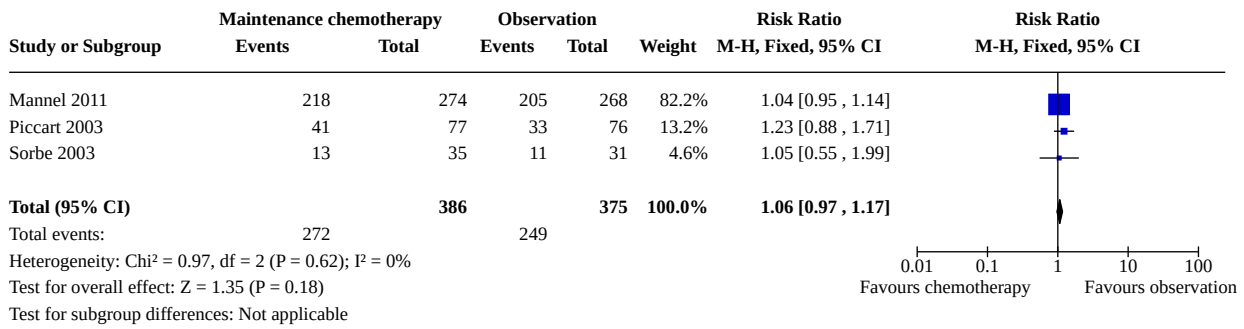 Maintenance chemotherapy Observation Risk Ratio Risk Ratio
Study or Subgroup Events Total Events Total Weight M-H, Fixed, 95% CI M-H, Fixed, 95% CI
Mannel 2011 218 274 205 268 82.2% 1.04 [0.95 , 1.14]
Piccart 2003 41 77 33 76 13.2% 1.23 [0.88 , 1.71]
Sorbe 2003 13 35 11 31 4.6% 1.05 [0.55 , 1.99]
Total (95% CI) 386 375 100.0% 1.06 [0.97 , 1.17]
Total events: 272 249
Heterogeneity: Chi² = 0.97, df = 2 (P = 0.62); I² = 0%
0.01 0.1 1 10 100
Test for overall effect: Z = 1.35 (P = 0.18)
Favours chemotherapy Favours observation
Test for subgroup differences: Not applicable